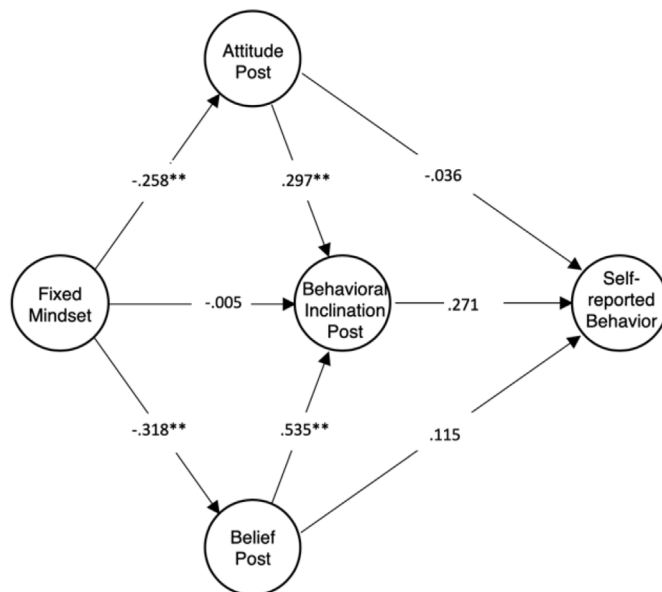 Attitude
Post
-.258**
.297**
-.036
Fixed
Mindset
-.005
Behavioral
Inclination
Post
.271
Self-
reported
Behavior
-.318**
.535**
.115
Belief
Post